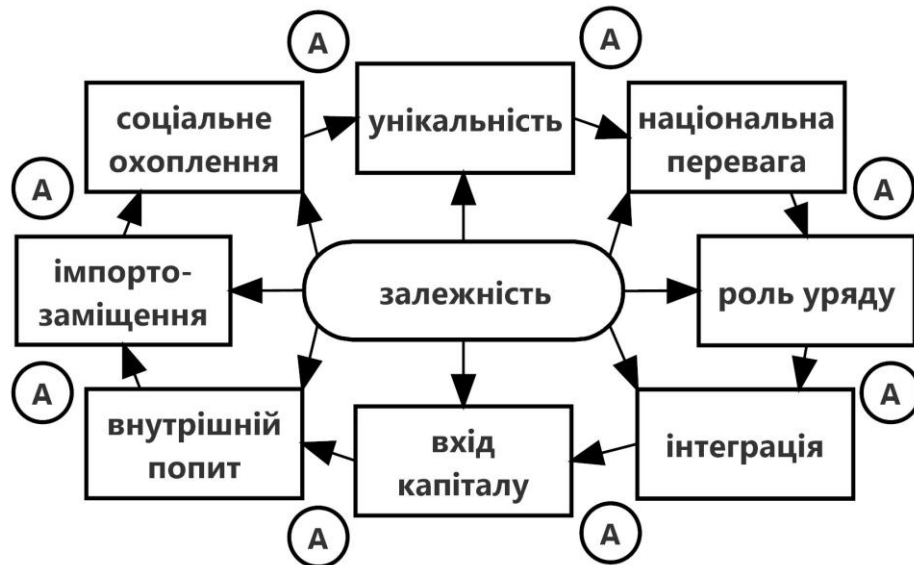 А
А
соціальне
охоплення
унікальність
національна
перевага
А
А
імпорто-
заміщення
залежність
роль уряду
А
А
внутрішній
попит
вхід
капіталу
інтеграція
А
А